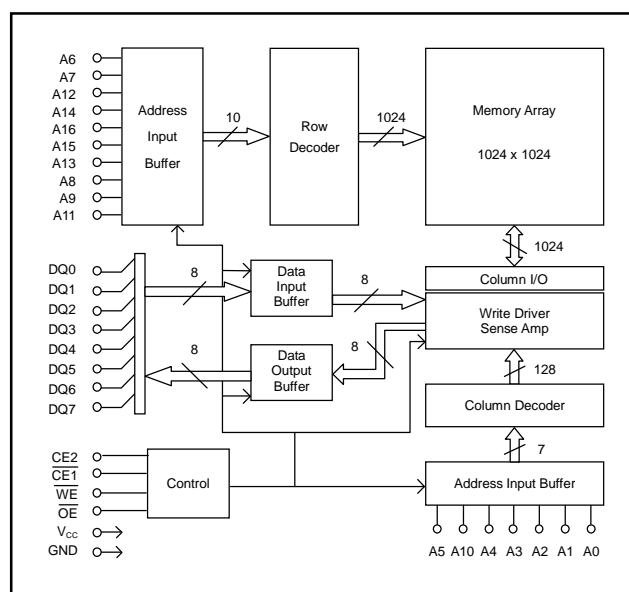 A6
A7
A12
A14
A16
A15
A13
A8
A9
A11
Address
Input
Buffer
10
Row
Decoder
1024
Memory Array
1024 x 1024
1024
DQ0
DQ1
DQ2
DQ3
DQ4
DQ5
DQ6
DQ7
8
Data
Input
Buffer
8
Column I/O
Write Driver
Sense Amp
8
Data
Output
Buffer
8
128
Column Decoder
7
Address Input Buffer
CE2
CE1
WE
OE
VCC
GND
Control
A5 A10 A4 A3 A2 A1 A0